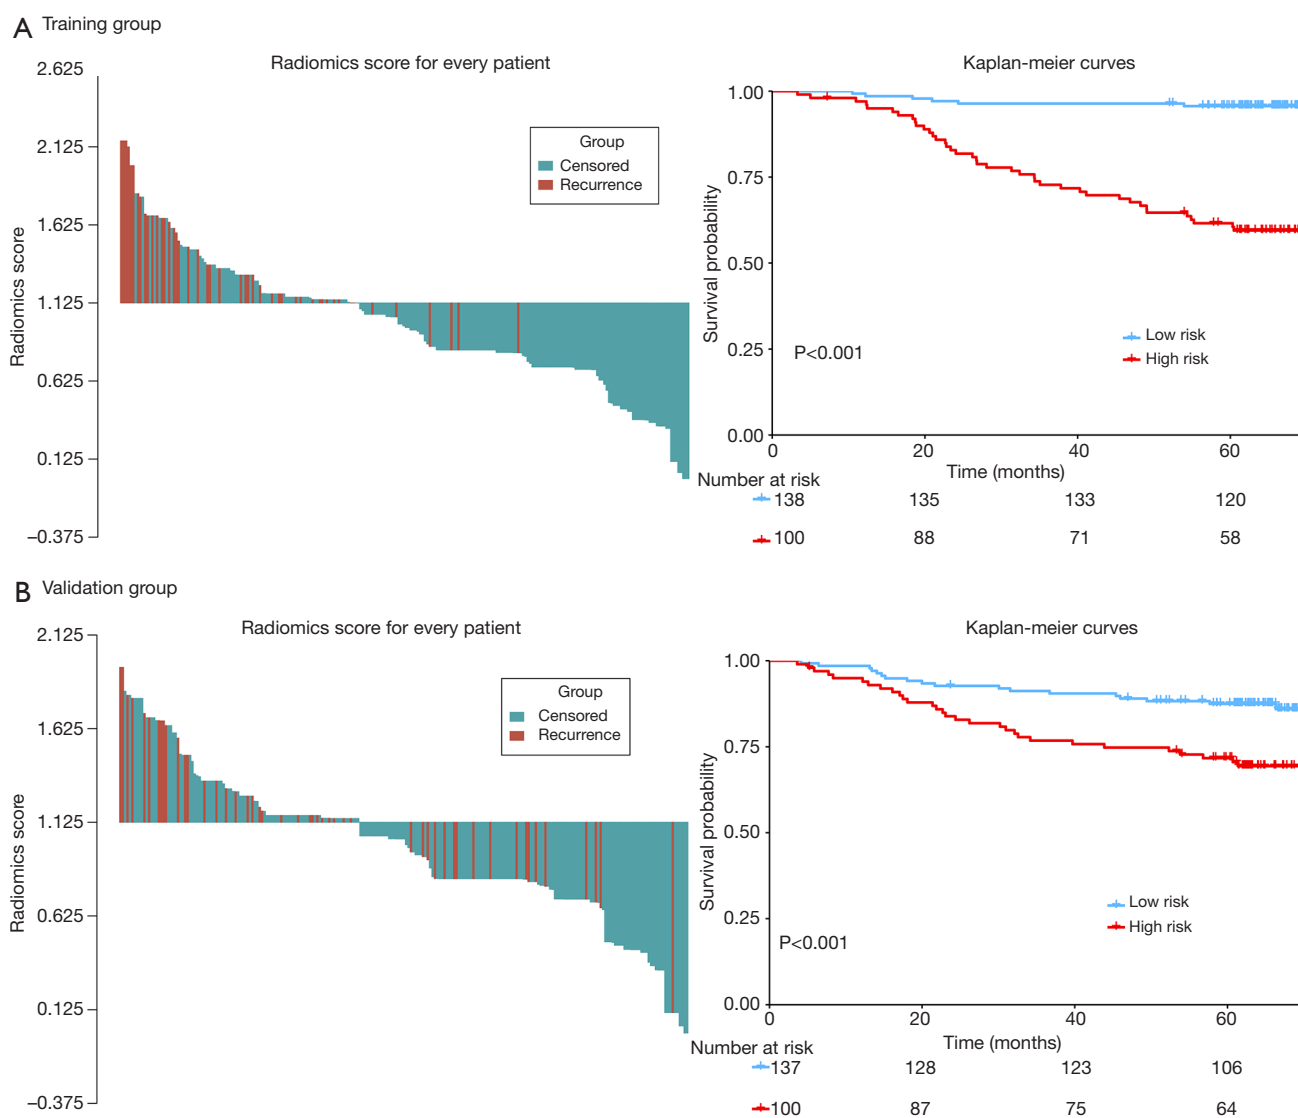 A Training group
Radiomics score for every patient
2.625
2.125
1.625
1.125
0.625
0.125
−0.375
Radiomics score
Group
Censored
Recurrence
Kaplan-meier curves
1.00
0.75
0.50
0.25
0.00
Survival probability
P<0.001
Low risk
High risk
0 20 40 60
Time (months)
Number at risk
138 135 133 120
100 88 71 58
B Validation group
Radiomics score for every patient
2.125
1.625
1.125
0.625
0.125
−0.375
Radiomics score
Group
Censored
Recurrence
Kaplan-meier curves
1.00
0.75
0.50
0.25
0.00
Survival probability
P<0.001
Low risk
High risk
0 20 40 60
Time (months)
Number at risk
137 128 123 106
100 87 75 64